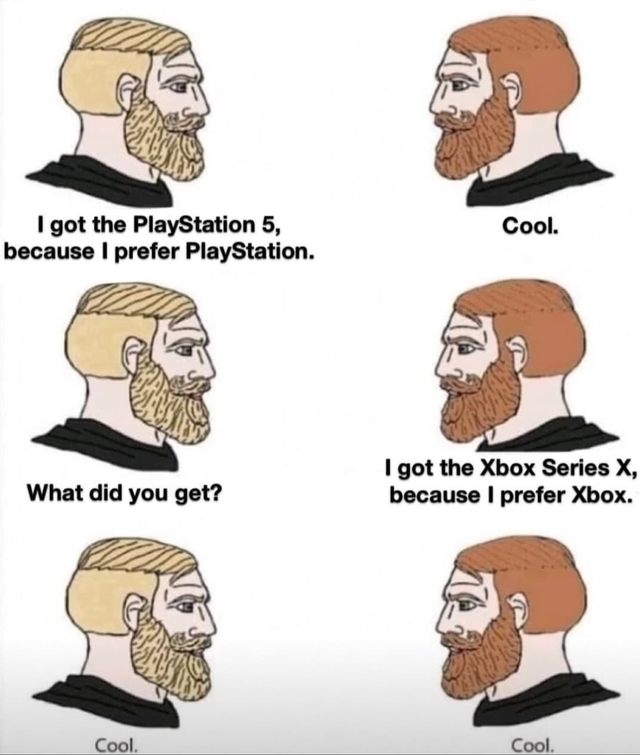 I got the PlayStation 5,
because I prefer PlayStation.
Cool.
What did you get?
I got the Xbox Series X,
because I prefer Xbox.
Cool.
Cool.